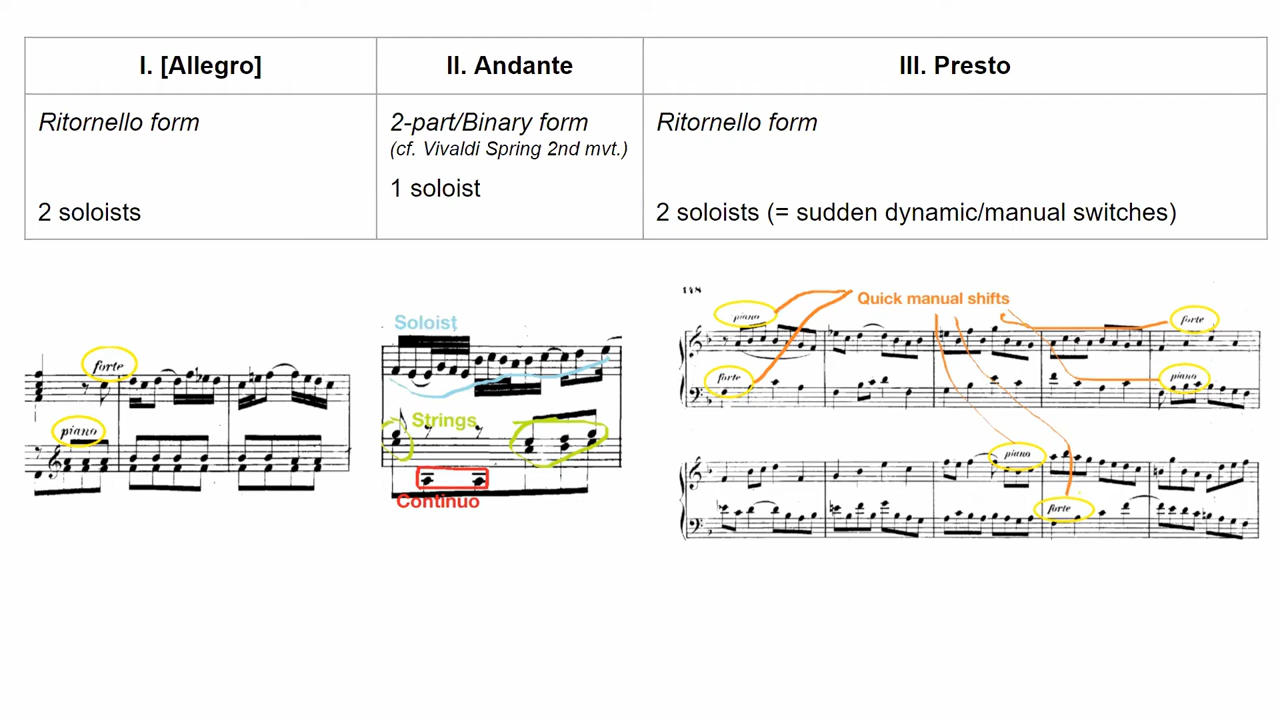 I. [Allegro]
II. Andante
III. Presto
Ritornello form
2 soloists
2-part/Binary form
(cf. Vivaldi Spring 2nd mvt.)
1 soloist
Ritornello form
2 soloists (= sudden dynamic/manual switches)
forte
piano
Soloist
Strings
Continuo
148
Quick manual shifts
piano
forte
forte
piano
piano
forte